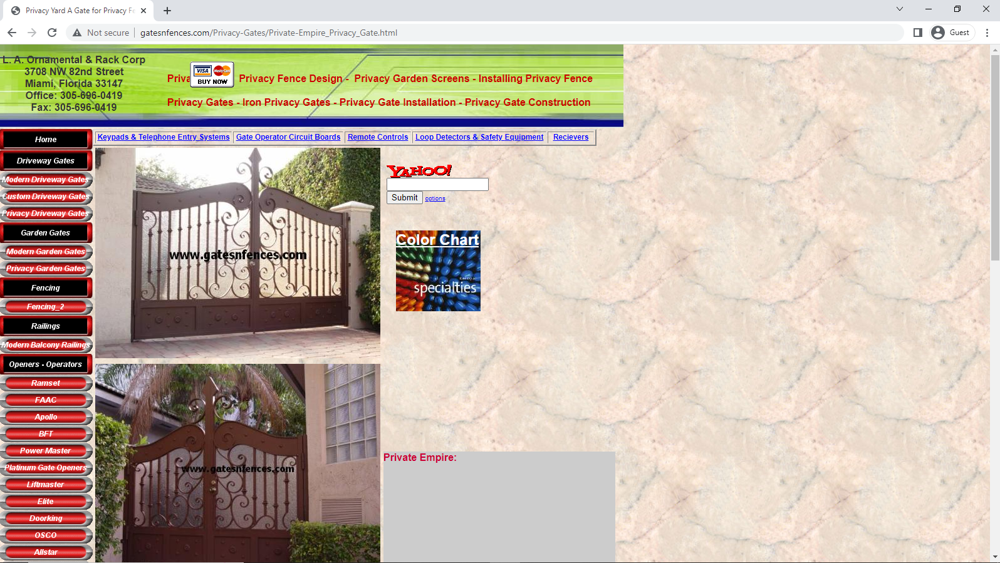 Privacy Yard A Gate for Privacy Fe
Not secure
gatesnfences.com/Privacy-Gates/Private-Empire_Privacy_Gate.html
Guest
L. A. Ornamental & Rack Corp
3708 NW 82nd Street
Miami, Florida 33147
Office: 305-696-0419
Fax: 305-696-0419
VISA MasterCard
BUY NOW
Priva Privacy Fence Design - Privacy Garden Screens - Installing Privacy Fence
Privacy Gates - Iron Privacy Gates - Privacy Gate Installation - Privacy Gate Construction
Keypads & Telephone Entry Systems Gate Operator Circuit Boards Remote Controls Loop Detectors & Safety Equipment Recievers
Home
Driveway Gates
Modern Driveway Gates
Custom Driveway Gates
Privacy Driveway Gates
Garden Gates
Modern Garden Gates
Privacy Garden Gates
Fencing
Fencing_2
Railings
Modern Balcony Railings
Openers - Operators
Ramset
FAAC
Apollo
BFT
Power Master
Platinum Gate Openers
Liftmaster
Elite
Doorking
OSCO
Allstar
www.gatesnfences.com
www.gatesnfences.com
YAHOO!
Submit options
Color Chart
specialties
Private Empire: